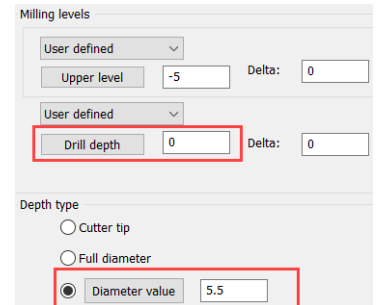 Milling levels
User defined
Upper level -5 Delta: 0
User defined
Drill depth 0 Delta: 0
Depth type
Cutter tip
Full diameter
Diameter value 5.5